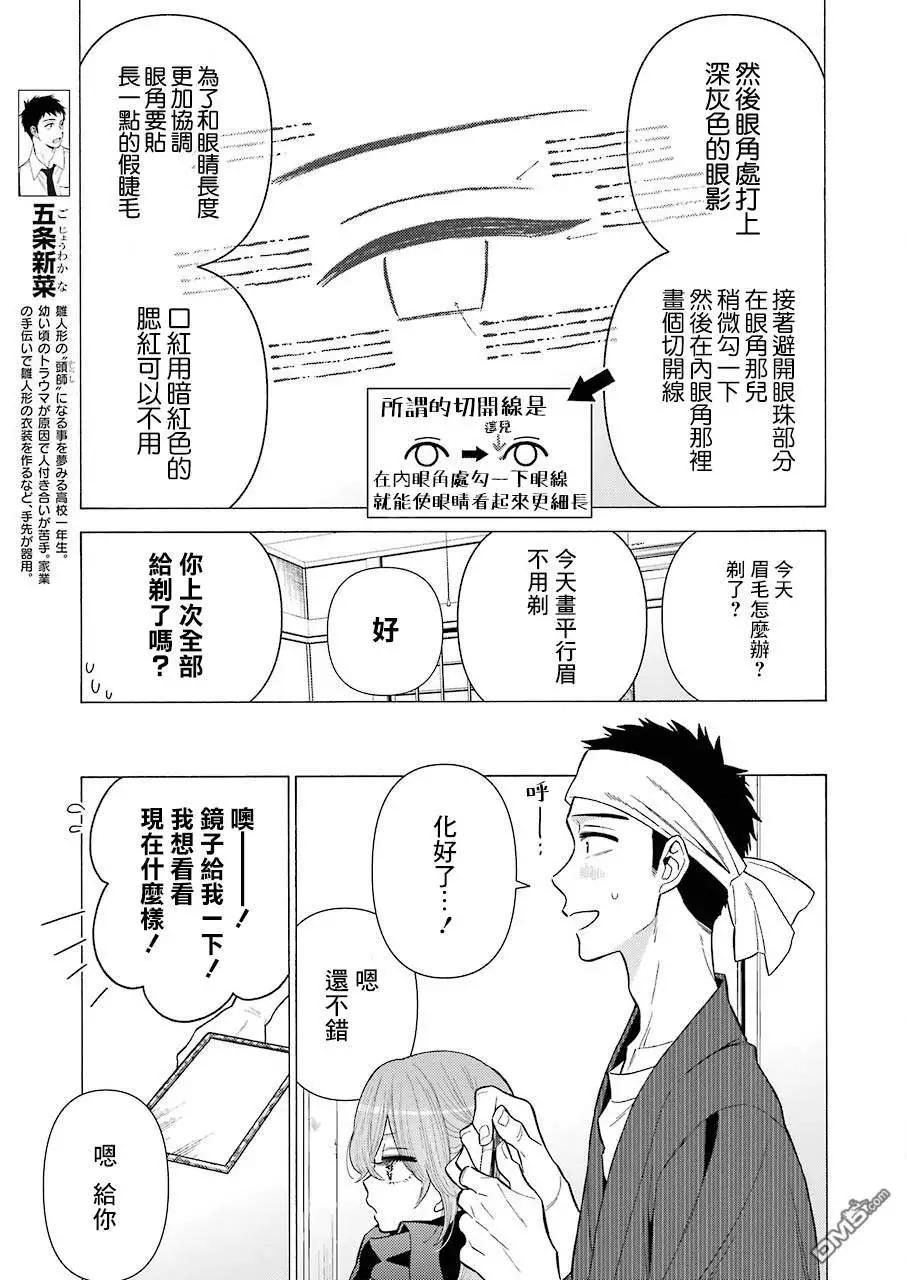 然後眼角處打上
深灰色的眼影
接著避開眼珠部分
在眼角那兒
稍微勾一下
然後在內眼角那裡
畫個切開線
為了和眼睛長度
更加協調
眼角要貼
長一點的假睫毛
口紅用暗紅色的
腮紅可以不用
所謂的切開線是
這兒
在內眼角處勾一下眼線
就能使眼睛看起來更細長
五条新菜
ごじょうわかな
雛人形の“頭師”になる事を夢みる高校一年生。
かしらし
幼い頃のトラウマが原因で人付き合いが苦手。家業
の手伝いで雛人形の衣装を作るなど、手先が器用。
今天
眉毛怎麼辦？
剃了？
今天畫平行眉
不用剃
好
你上次全部
給剃了嗎？
呼——…
化好了…！
嗯
還不錯
噢——！
鏡子給我一下！
我想看看
現在什麼樣！
嗯 給你
DM5.com